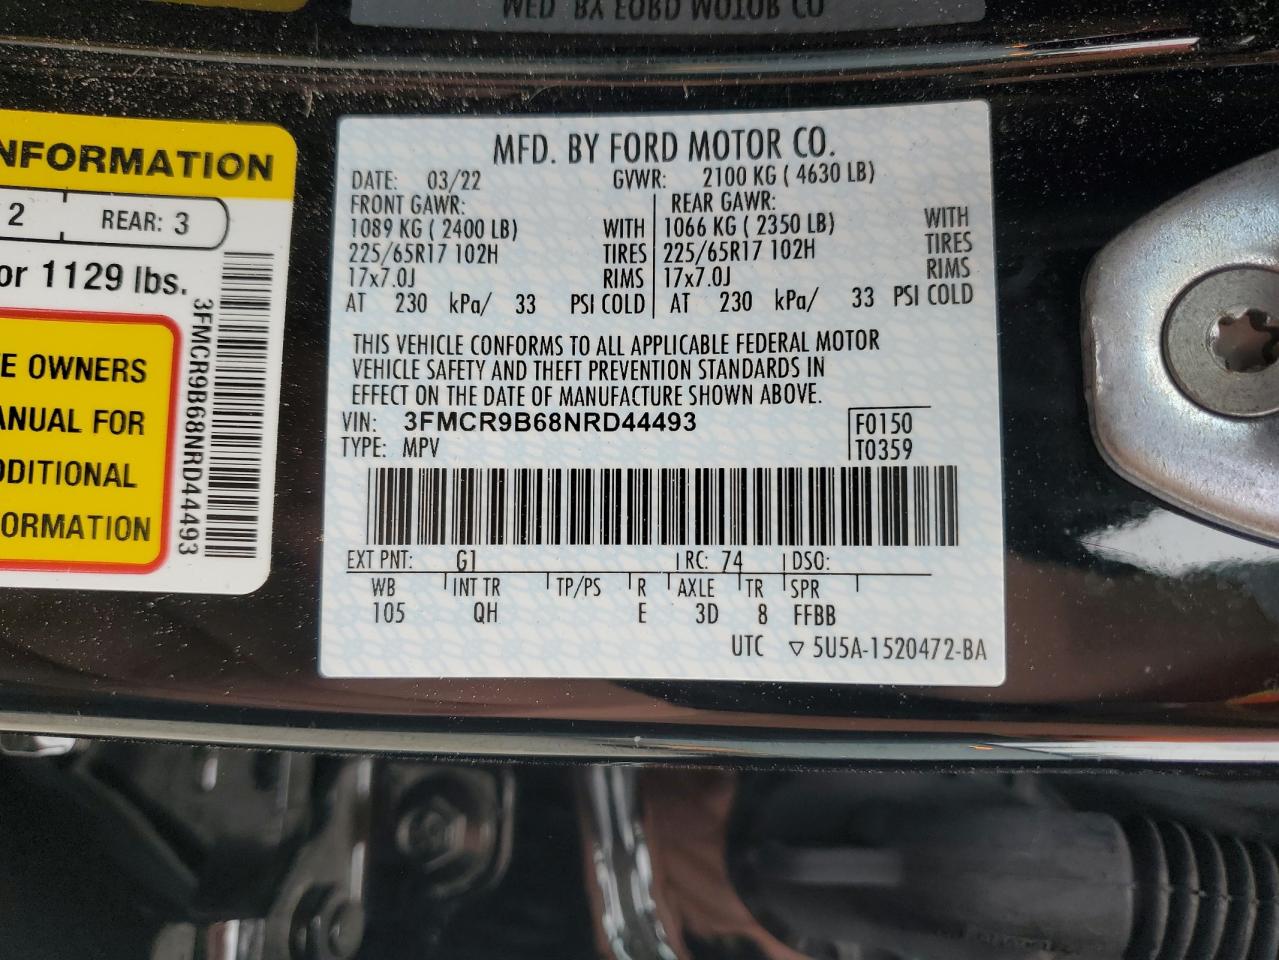 MFD. BY FORD MOTOR CO
NFORMATION
2 REAR: 3
or 1129 lbs.
E OWNERS
ANUAL FOR
DDITIONAL
FORMATION
3FMCR9B68NRD44493
MFD. BY FORD MOTOR CO.
DATE: 03/22 GVWR: 2100 KG ( 4630 LB)
FRONT GAWR: REAR GAWR:
1089 KG ( 2400 LB) WITH 1066 KG ( 2350 LB) WITH
225/65R17 102H TIRES 225/65R17 102H TIRES
17x7.0J RIMS 17x7.0J RIMS
AT 230 kPa/ 33 PSI COLD AT 230 kPa/ 33 PSI COLD
THIS VEHICLE CONFORMS TO ALL APPLICABLE FEDERAL MOTOR
VEHICLE SAFETY AND THEFT PREVENTION STANDARDS IN
EFFECT ON THE DATE OF MANUFACTURE SHOWN ABOVE.
VIN: 3FMCR9B68NRD44493 F0150
TYPE: MPV T0359
EXT PNT: G1 RC: 74 DSO:
WB INT TR TP/PS R AXLE TR SPR
105 QH E 3D 8 FFBB
UTC ▽ 5U5A-1520472-BA